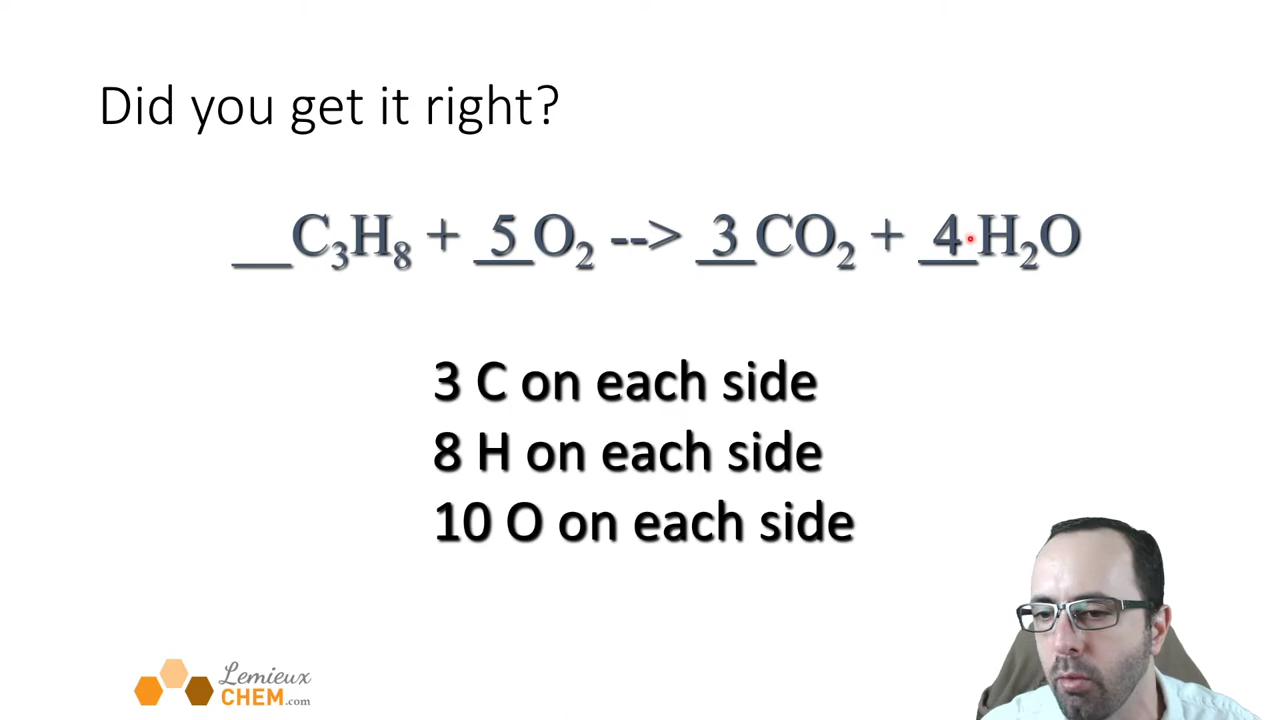 Did you get it right?
__C₃H₈ + 5 O₂ --> 3 CO₂ + 4 H₂O
3 C on each side
8 H on each side
10 O on each side
Lemieux
CHEM.com